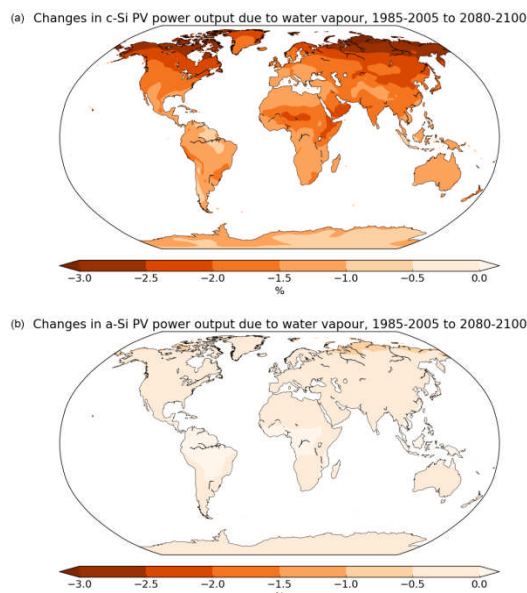 (a) Changes in c-Si PV power output due to water vapour, 1985-2005 to 2080-2100
−3.0 −2.5 −2.0 −1.5 −1.0 −0.5 0.0
%
(b) Changes in a-Si PV power output due to water vapour, 1985-2005 to 2080-2100
−3.0 −2.5 −2.0 −1.5 −1.0 −0.5 0.0